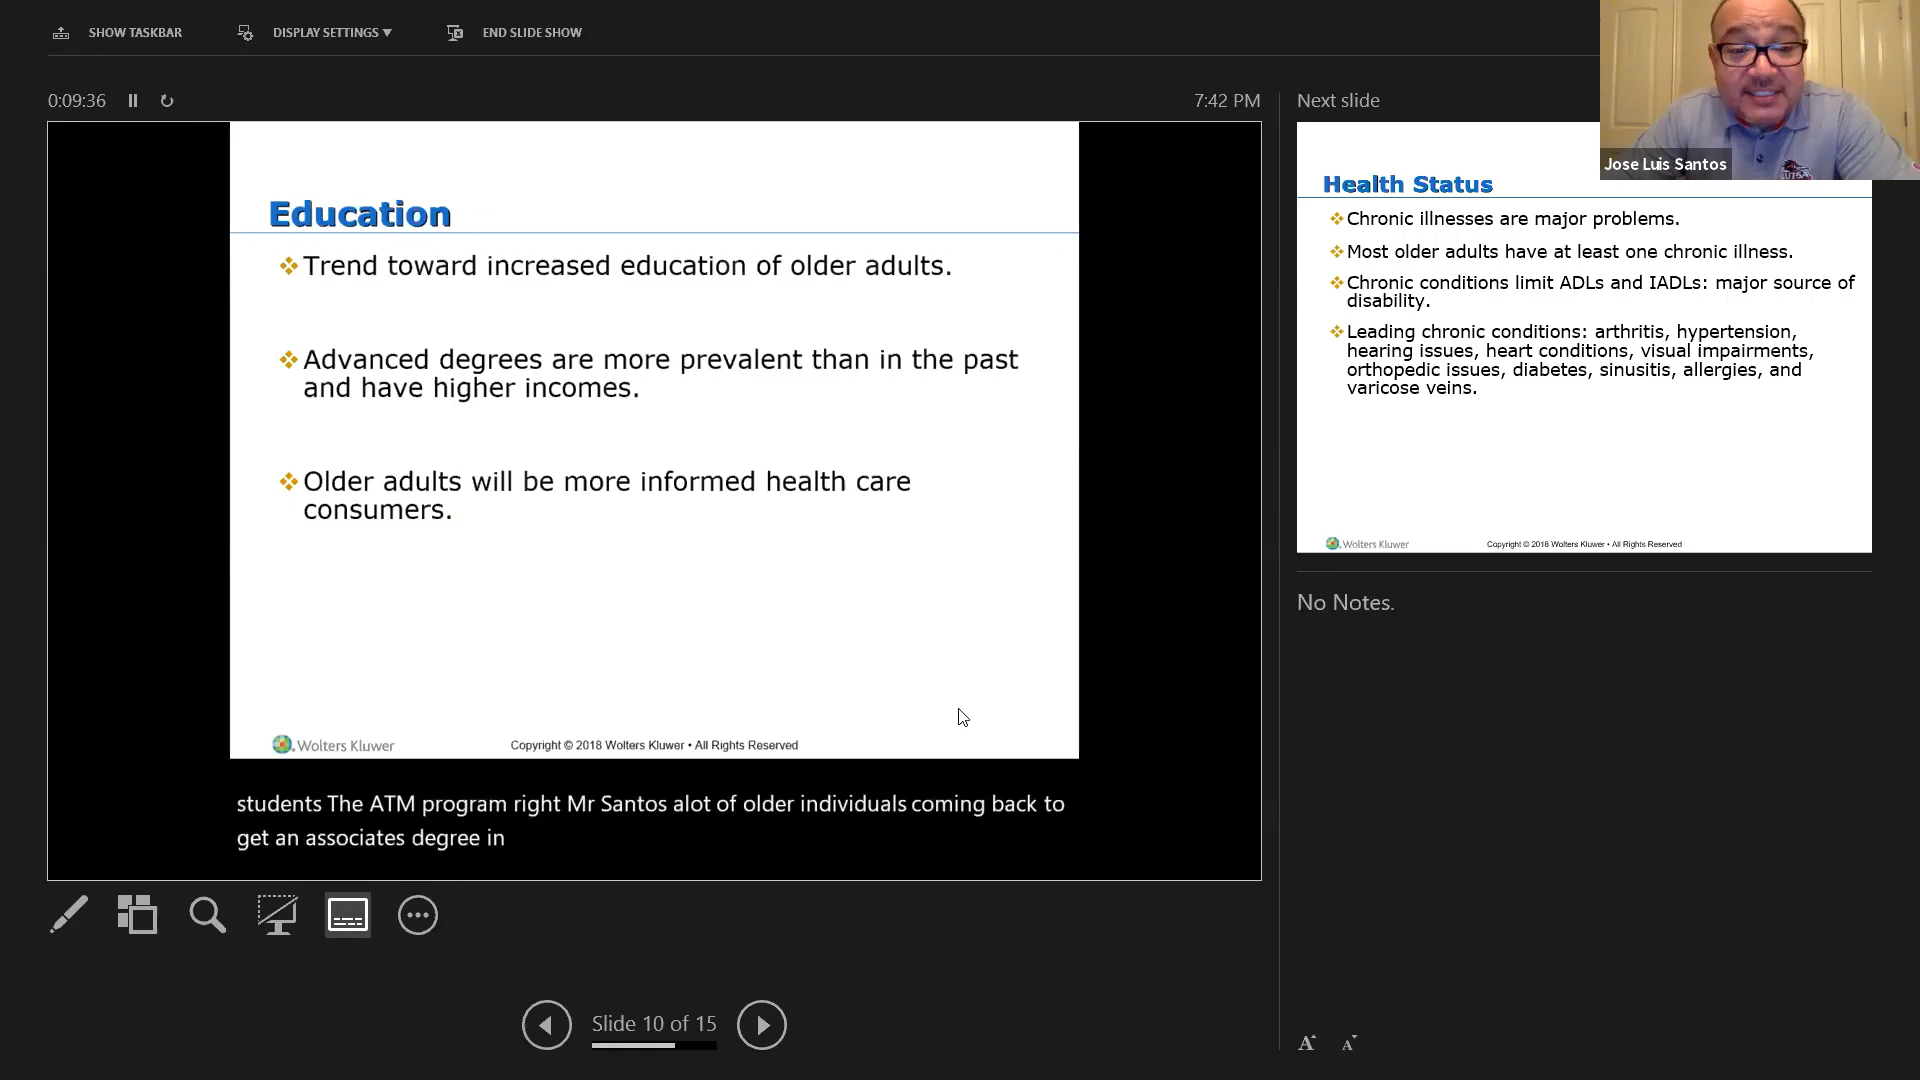 SHOW TASKBAR
DISPLAY SETTINGS ▼
END SLIDE SHOW
0:09:36
7:42 PM
Education
Trend toward increased education of older adults.
Advanced degrees are more prevalent than in the past
and have higher incomes.
Older adults will be more informed health care
consumers.
Wolters Kluwer
Copyright © 2018 Wolters Kluwer • All Rights Reserved
students The ATM program right Mr Santos alot of older individuals coming back to
get an associates degree in
Slide 10 of 15
Next slide
Jose Luis Santos
UTSA
Health Status
Chronic illnesses are major problems.
Most older adults have at least one chronic illness.
Chronic conditions limit ADLs and IADLs: major source of
disability.
Leading chronic conditions: arthritis, hypertension,
hearing issues, heart conditions, visual impairments,
orthopedic issues, diabetes, sinusitis, allergies, and
varicose veins.
Wolters Kluwer
Copyright © 2018 Wolters Kluwer • All Rights Reserved
No Notes.
A A